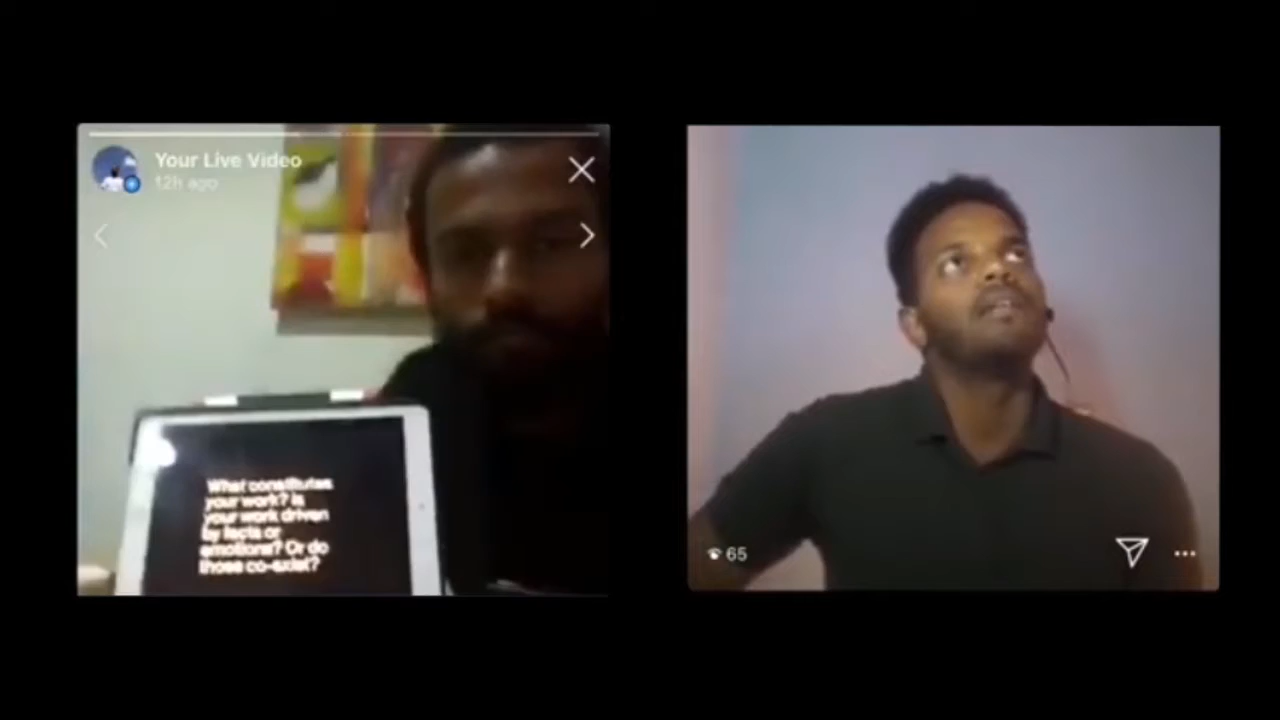 Your Live Video
12h ago
What constitutes
your work? Is
your work driven
by facts or
emotions? Or do
those co-exist?
65